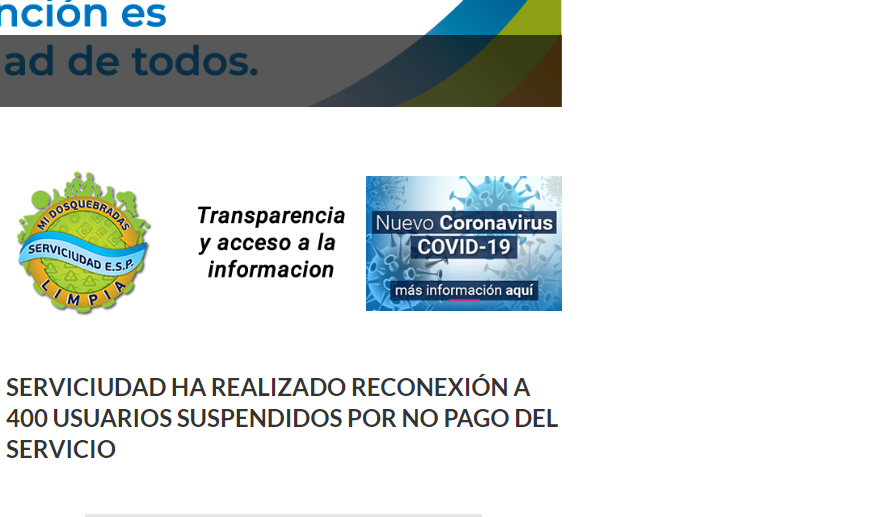 nción es
ad de todos.
MI DOSQUEBRADAS
SERVICIUDAD E.S.P.
LIMPIA
Transparencia
y acceso a la
informacion
Nuevo Coronavirus
COVID-19
más información aquí
SERVICIUDAD HA REALIZADO RECONEXIÓN A
400 USUARIOS SUSPENDIDOS POR NO PAGO DEL
SERVICIO